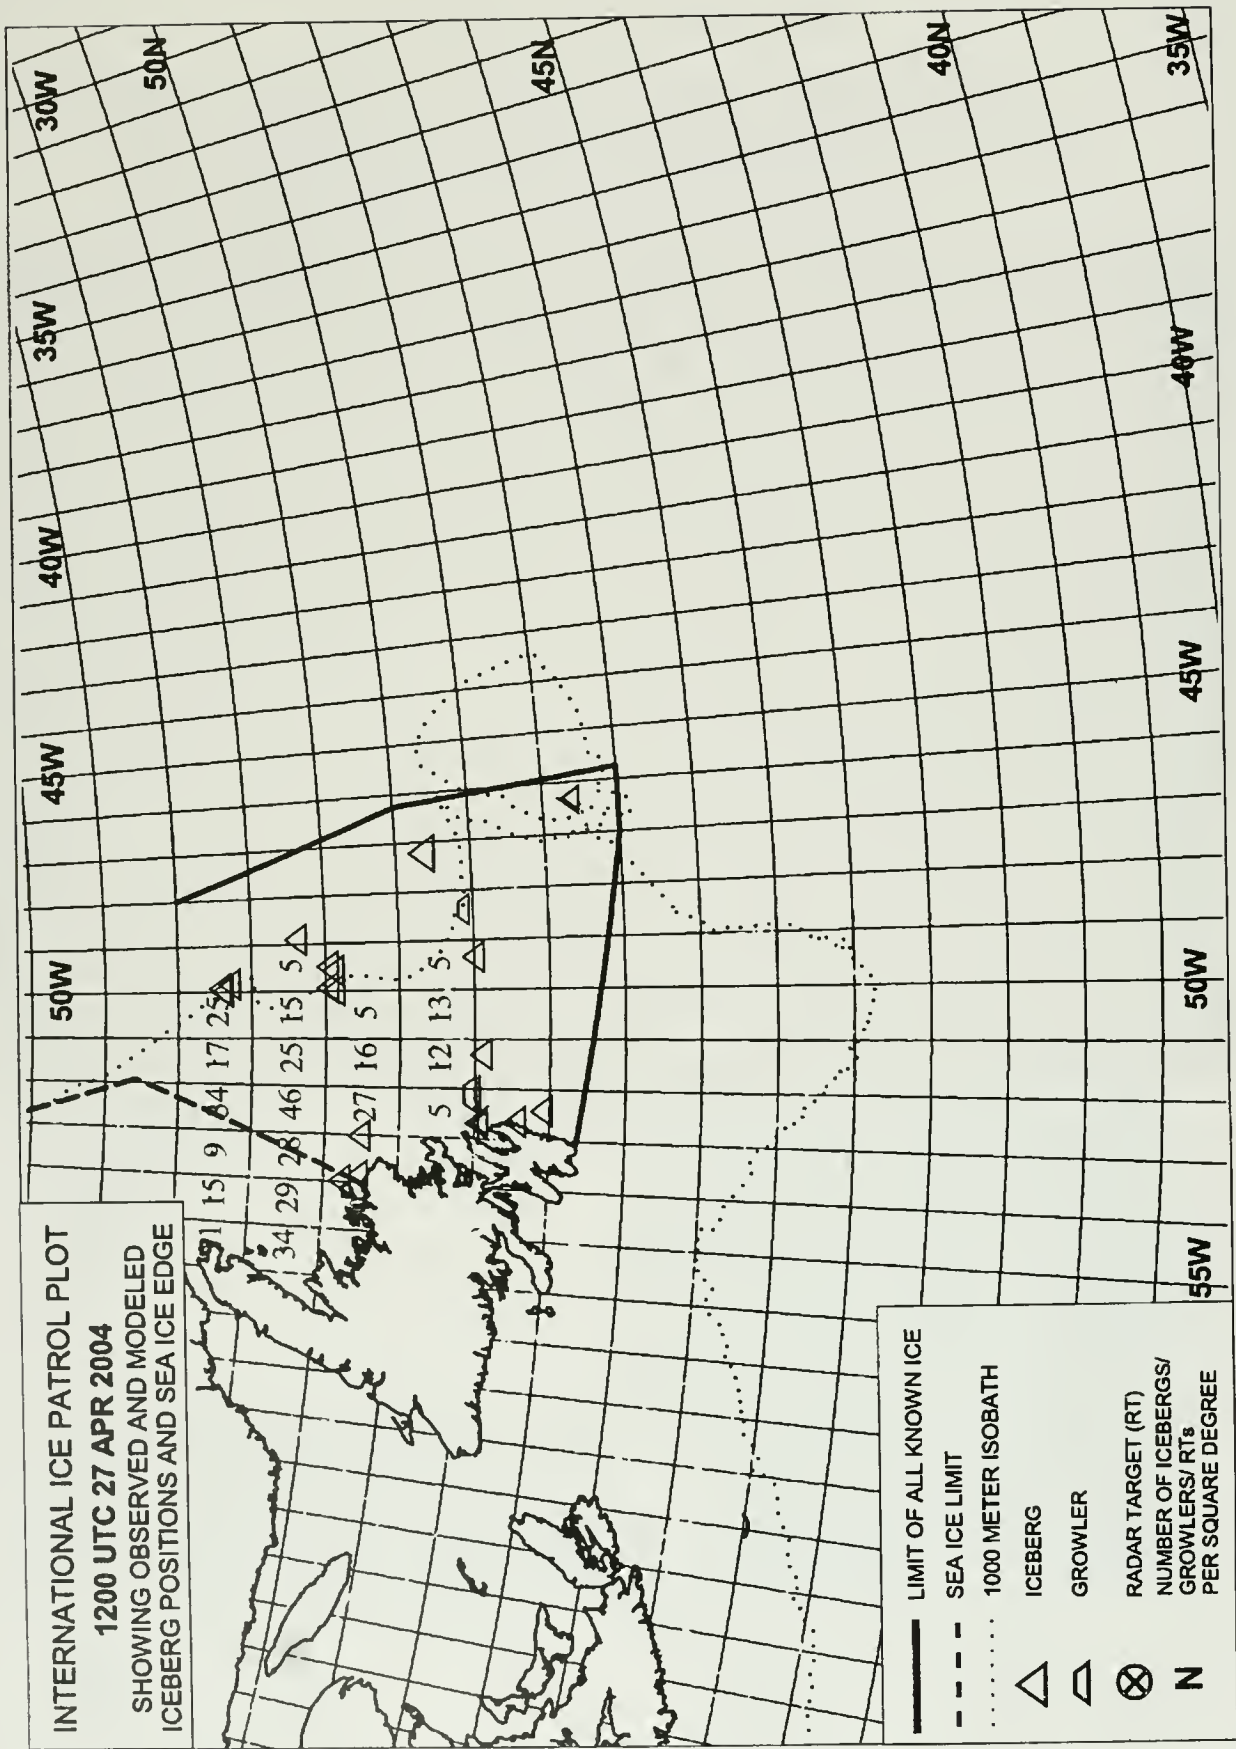 INTERNATIONAL ICE PATROL PLOT
1200 UTC 27 APR 2004
SHOWING OBSERVED AND MODELED
ICEBERG POSITIONS AND SEA ICE EDGE
50W 45W 40W 35W 30W
50N
45N
40N
35W
15 9 84 17 25
34 29 28 46 25 15 5
27 16 5
5 12 13 5
55W 50W 45W 40W
LIMIT OF ALL KNOWN ICE
SEA ICE LIMIT
1000 METER ISOBATH
ICEBERG
GROWLER
RADAR TARGET (RT)
N NUMBER OF ICEBERGS/
GROWLERS/ RTs
PER SQUARE DEGREE